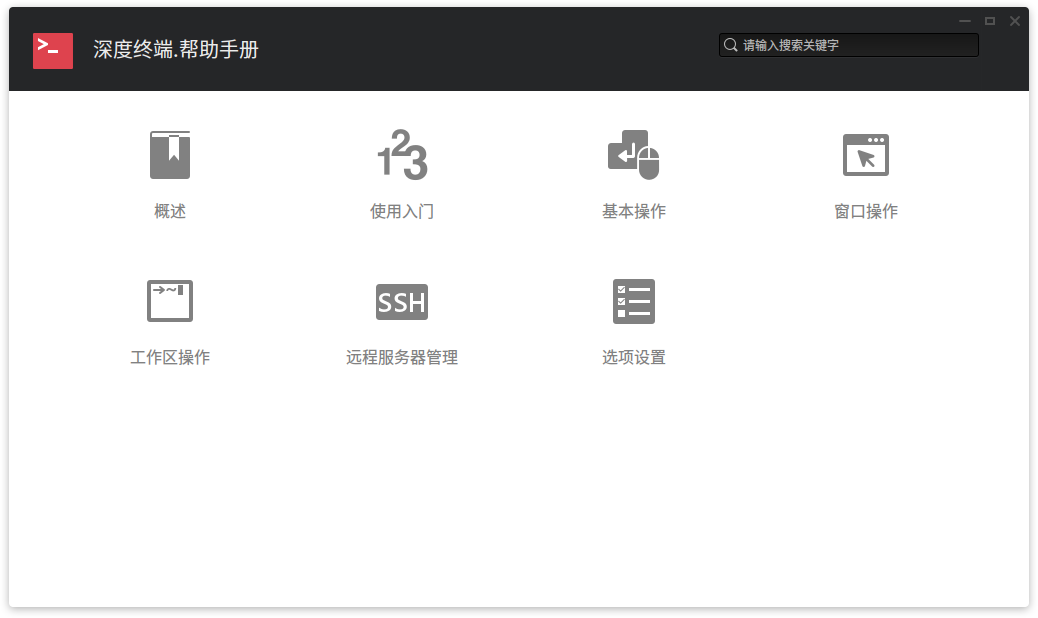 深度终端.帮助手册
请输入搜索关键字
123
概述
使用入门
基本操作
窗口操作
SSH
工作区操作
远程服务器管理
选项设置